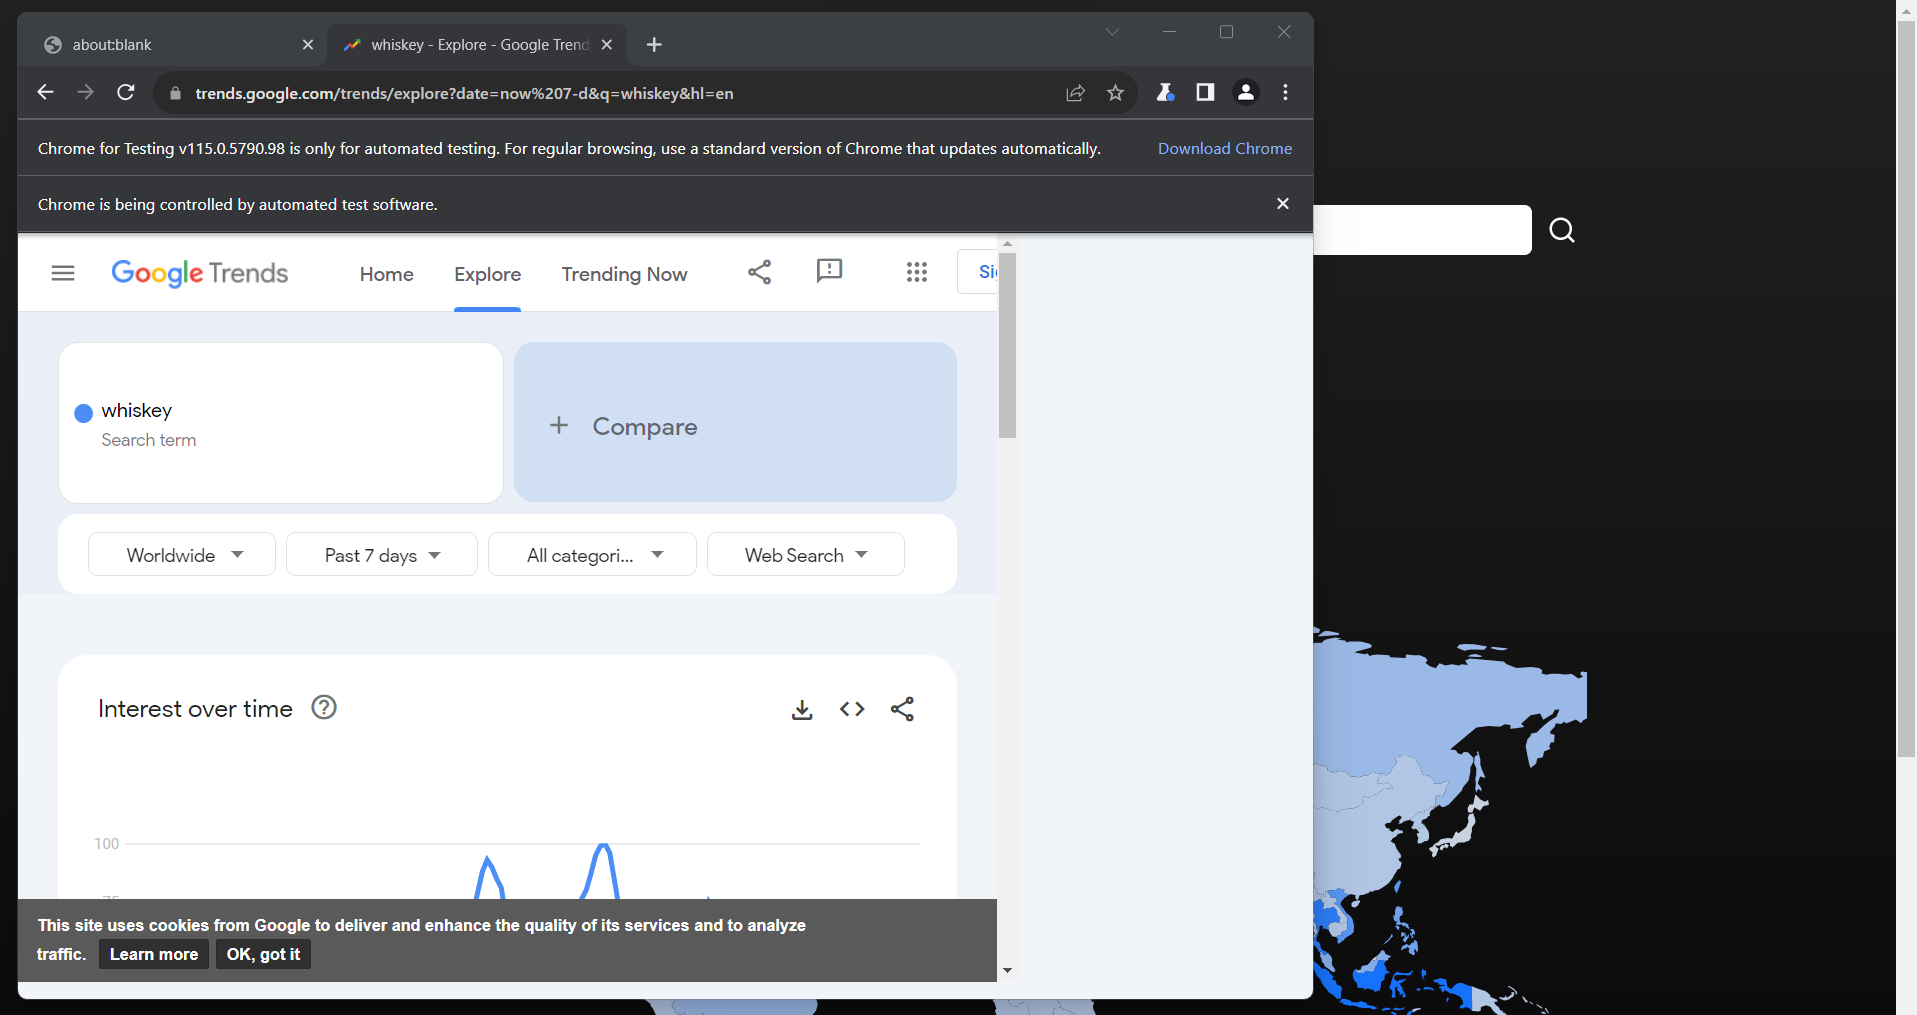 about:blank
whiskey - Explore - Google Trend
trends.google.com/trends/explore?date=now%207-d&q=whiskey&hl=en
Chrome for Testing v115.0.5790.98 is only for automated testing. For regular browsing, use a standard version of Chrome that updates automatically.
Download Chrome
Chrome is being controlled by automated test software.
Google Trends
Home
Explore
Trending Now
whiskey
Search term
+ Compare
Worldwide
Past 7 days
All categori...
Web Search
Interest over time
100
This site uses cookies from Google to deliver and enhance the quality of its services and to analyze
traffic. Learn more OK, got it